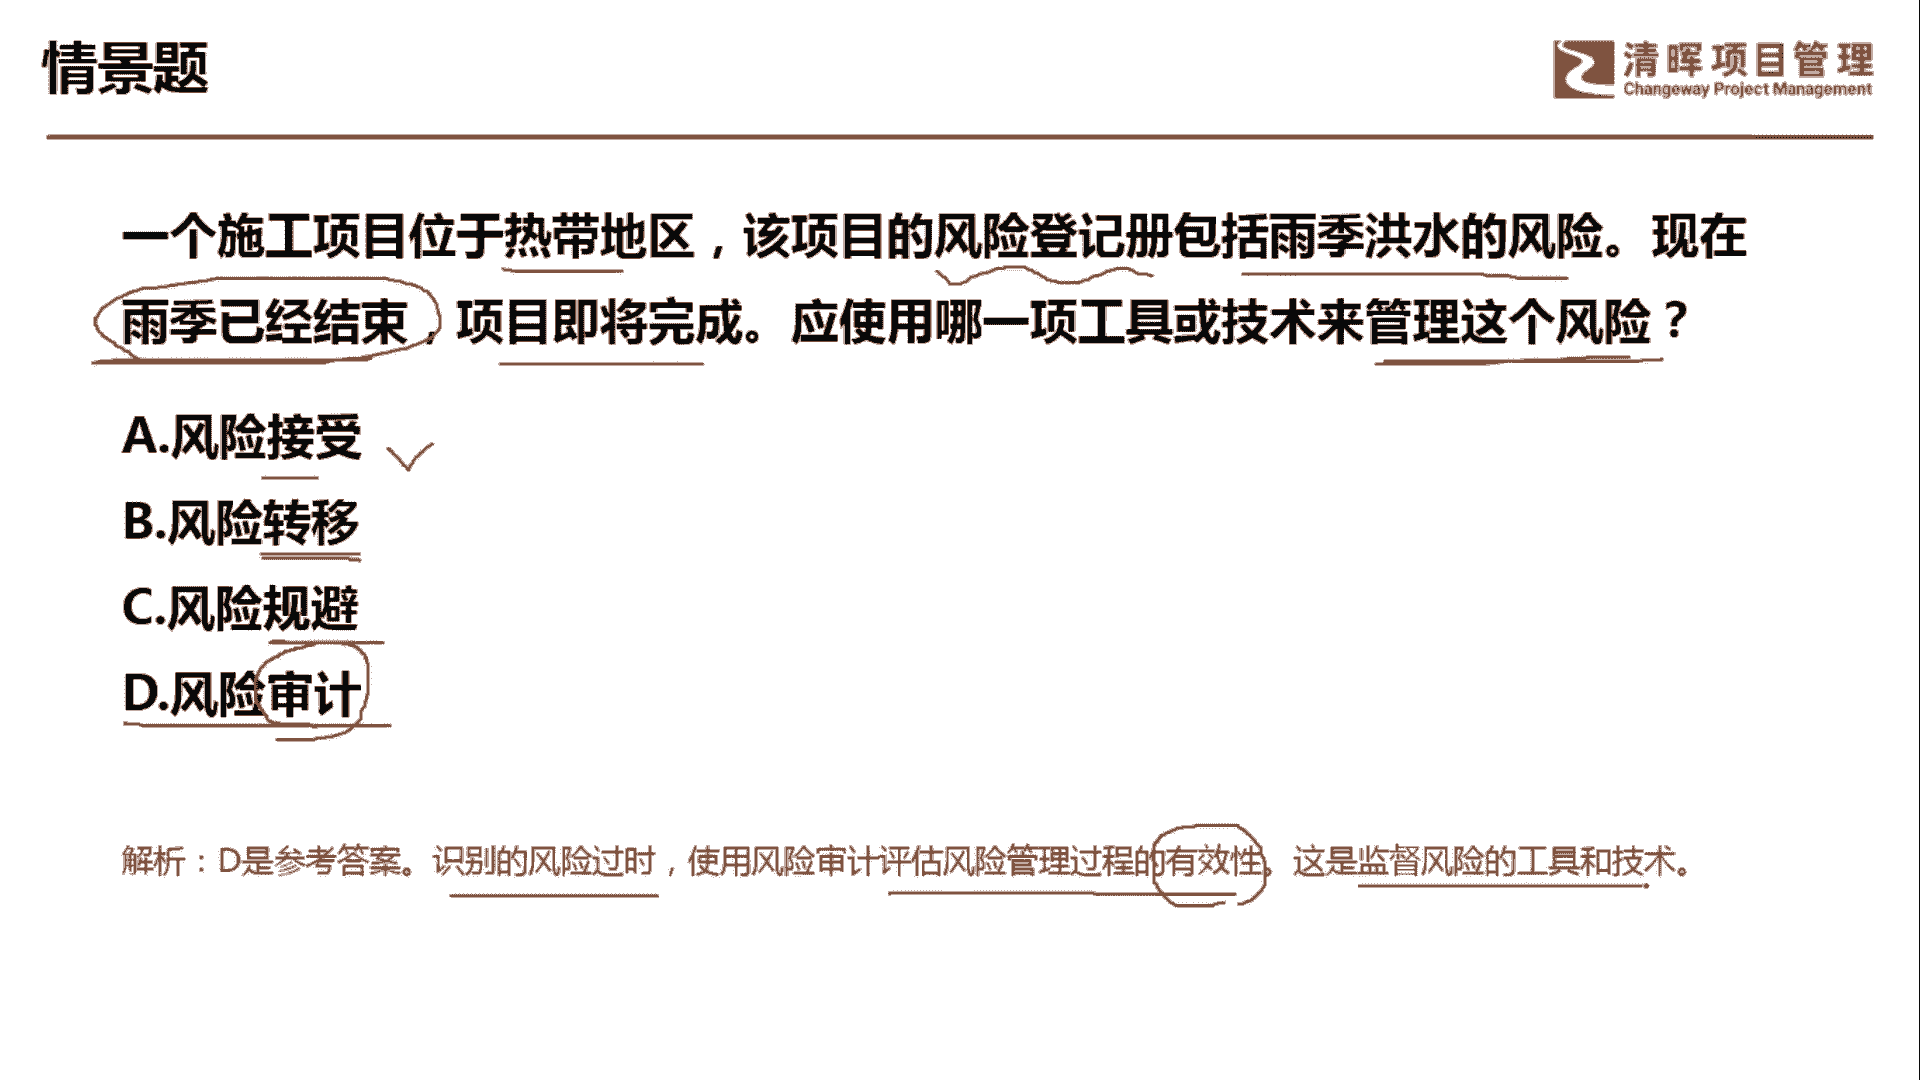 情景题
清晖项目管理
Changeway Project Management
一个施工项目位于热带地区，该项目的风险登记册包括雨季洪水的风险。现在
雨季已经结束，项目即将完成。应使用哪一项工具或技术来管理这个风险？
A.风险接受
B.风险转移
C.风险规避
D.风险审计
解析：D是参考答案。识别的风险过时，使用风险审计评估风险管理过程的有效性。这是监督风险的工具和技术。